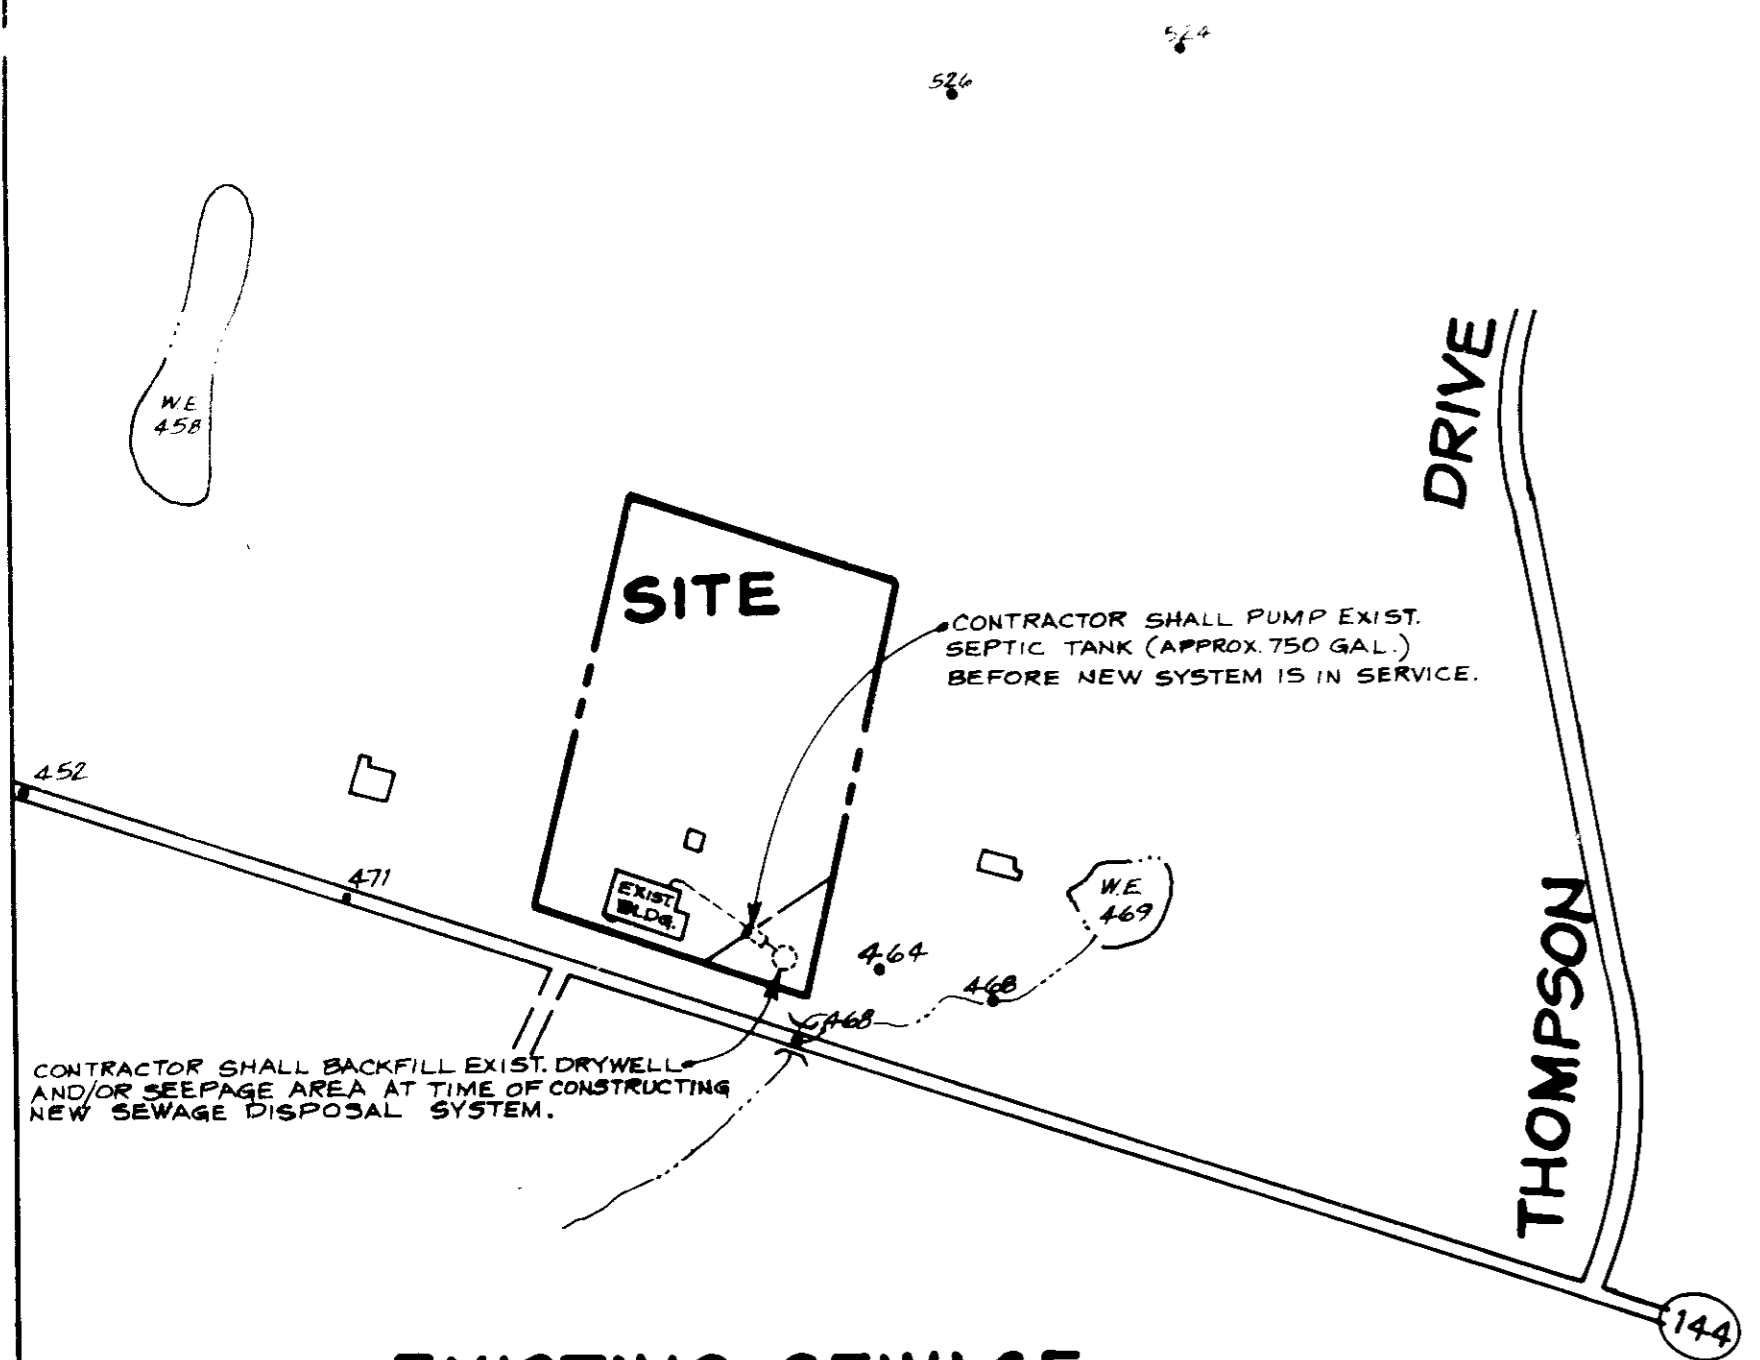 524
526
W.E.
458
DRIVE
SITE
CONTRACTOR SHALL PUMP EXIST.
SEPTIC TANK (APPROX. 750 GAL.)
BEFORE NEW SYSTEM IS IN SERVICE.
452
471
EXIST.
BLDG.
W.E.
469
464
468
468
THOMPSON
CONTRACTOR SHALL BACKFILL EXIST. DRYWELL
AND/OR SEEPAGE AREA AT TIME OF CONSTRUCTING
NEW SEWAGE DISPOSAL SYSTEM.
144
EXISTING SEWAGE